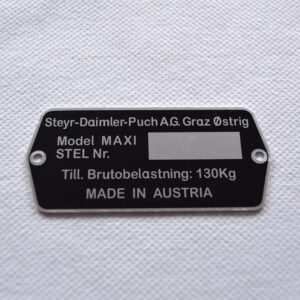 Steyr-Daimler-Puch A.G. Graz Østrig
Model MAXI
STEL Nr.
Till. Brutobelastning: 130Kg
MADE IN AUSTRIA